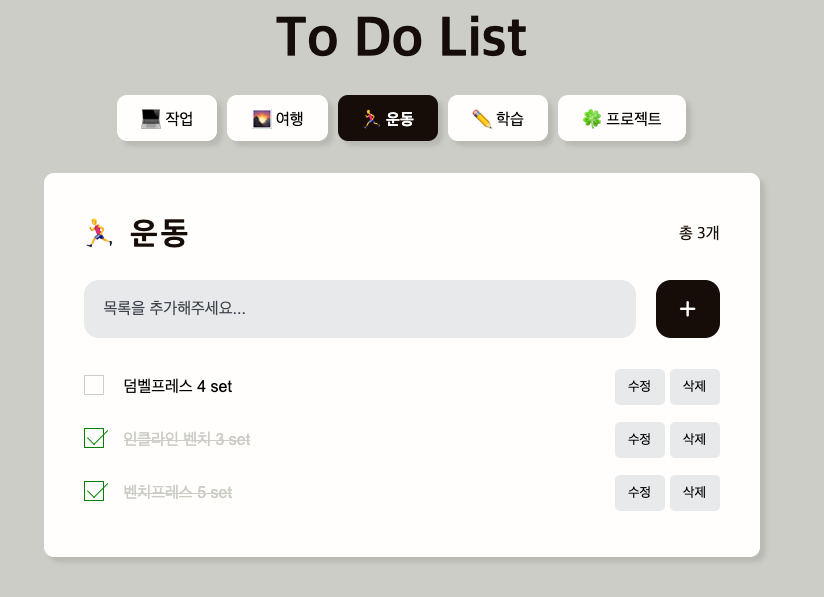 To Do List
💻 작업 🌄 여행 🏃 운동 ✏️ 학습 🍀 프로젝트
🏃 운동 총 3개
목록을 추가해주세요... +
덤벨프레스 4 set 수정 삭제
인클라인 벤치 3 set 수정 삭제
벤치프레스 5 set 수정 삭제